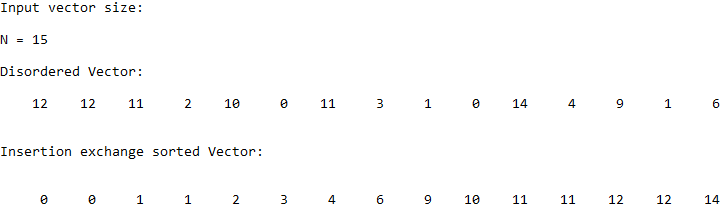 Input vector size:
N = 15
Disordered Vector:
12 12 11 2 10 0 11 3 1 0 14 4 9 1 6
Insertion exchange sorted Vector:
0 0 1 1 2 3 4 6 9 10 11 11 12 12 14